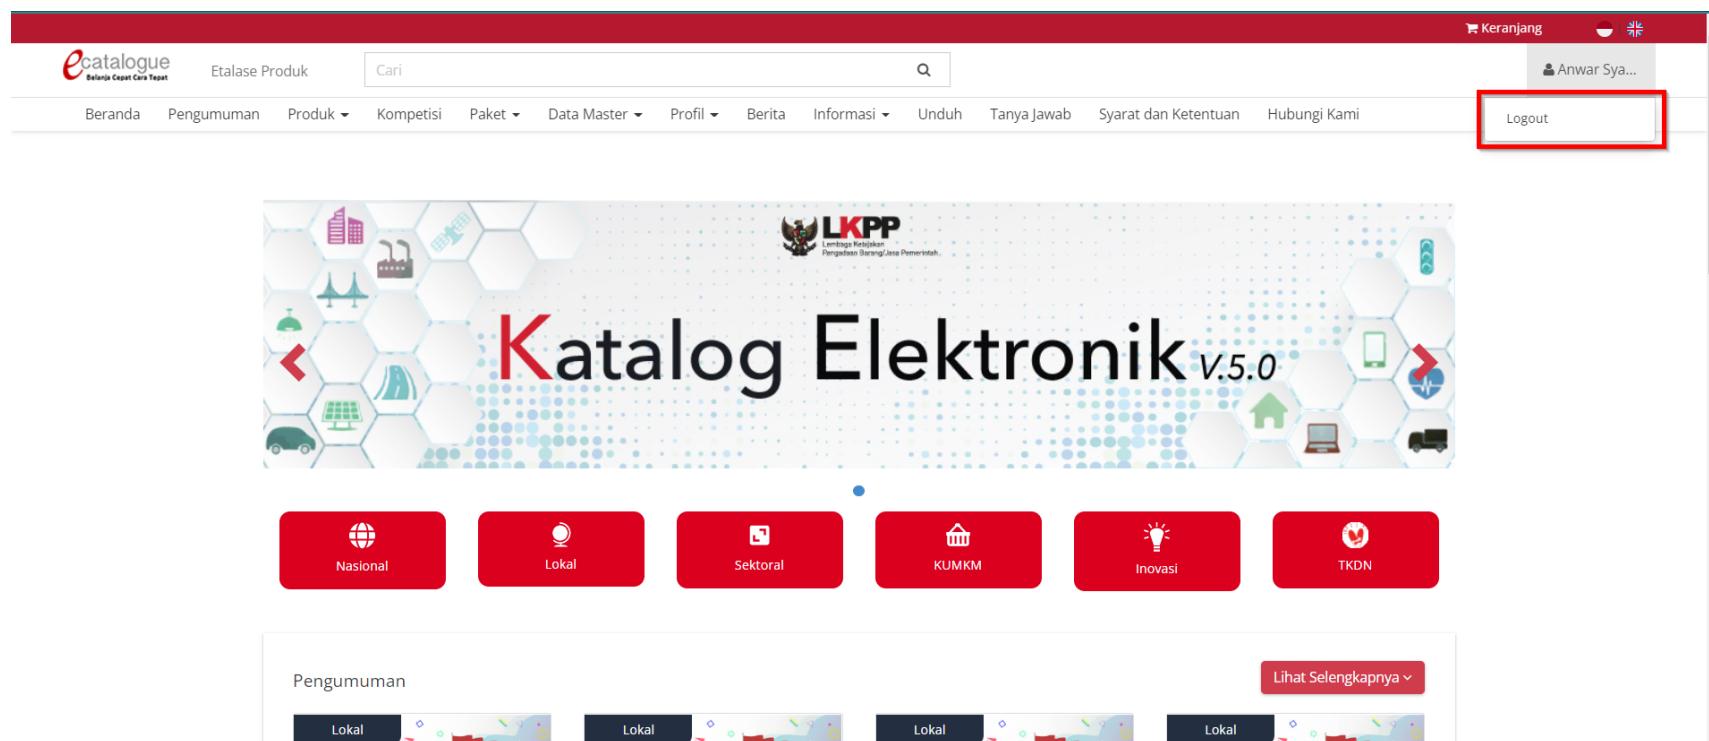 Keranjang
ecatalogue
Belanja Cepat Cara Tepat
Etalase Produk
Cari
Anwar Sya...
Beranda Pengumuman Produk Kompetisi Paket Data Master Profil Berita Informasi Unduh Tanya Jawab Syarat dan Ketentuan Hubungi Kami
Logout
LKPP
Lembaga Kebijakan
Pengadaan Barang/Jasa Pemerintah
Katalog Elektronik V.5.0
Nasional Lokal Sektoral KUMKM Inovasi TKDN
Pengumuman
Lihat Selengkapnya
Lokal Lokal Lokal Lokal